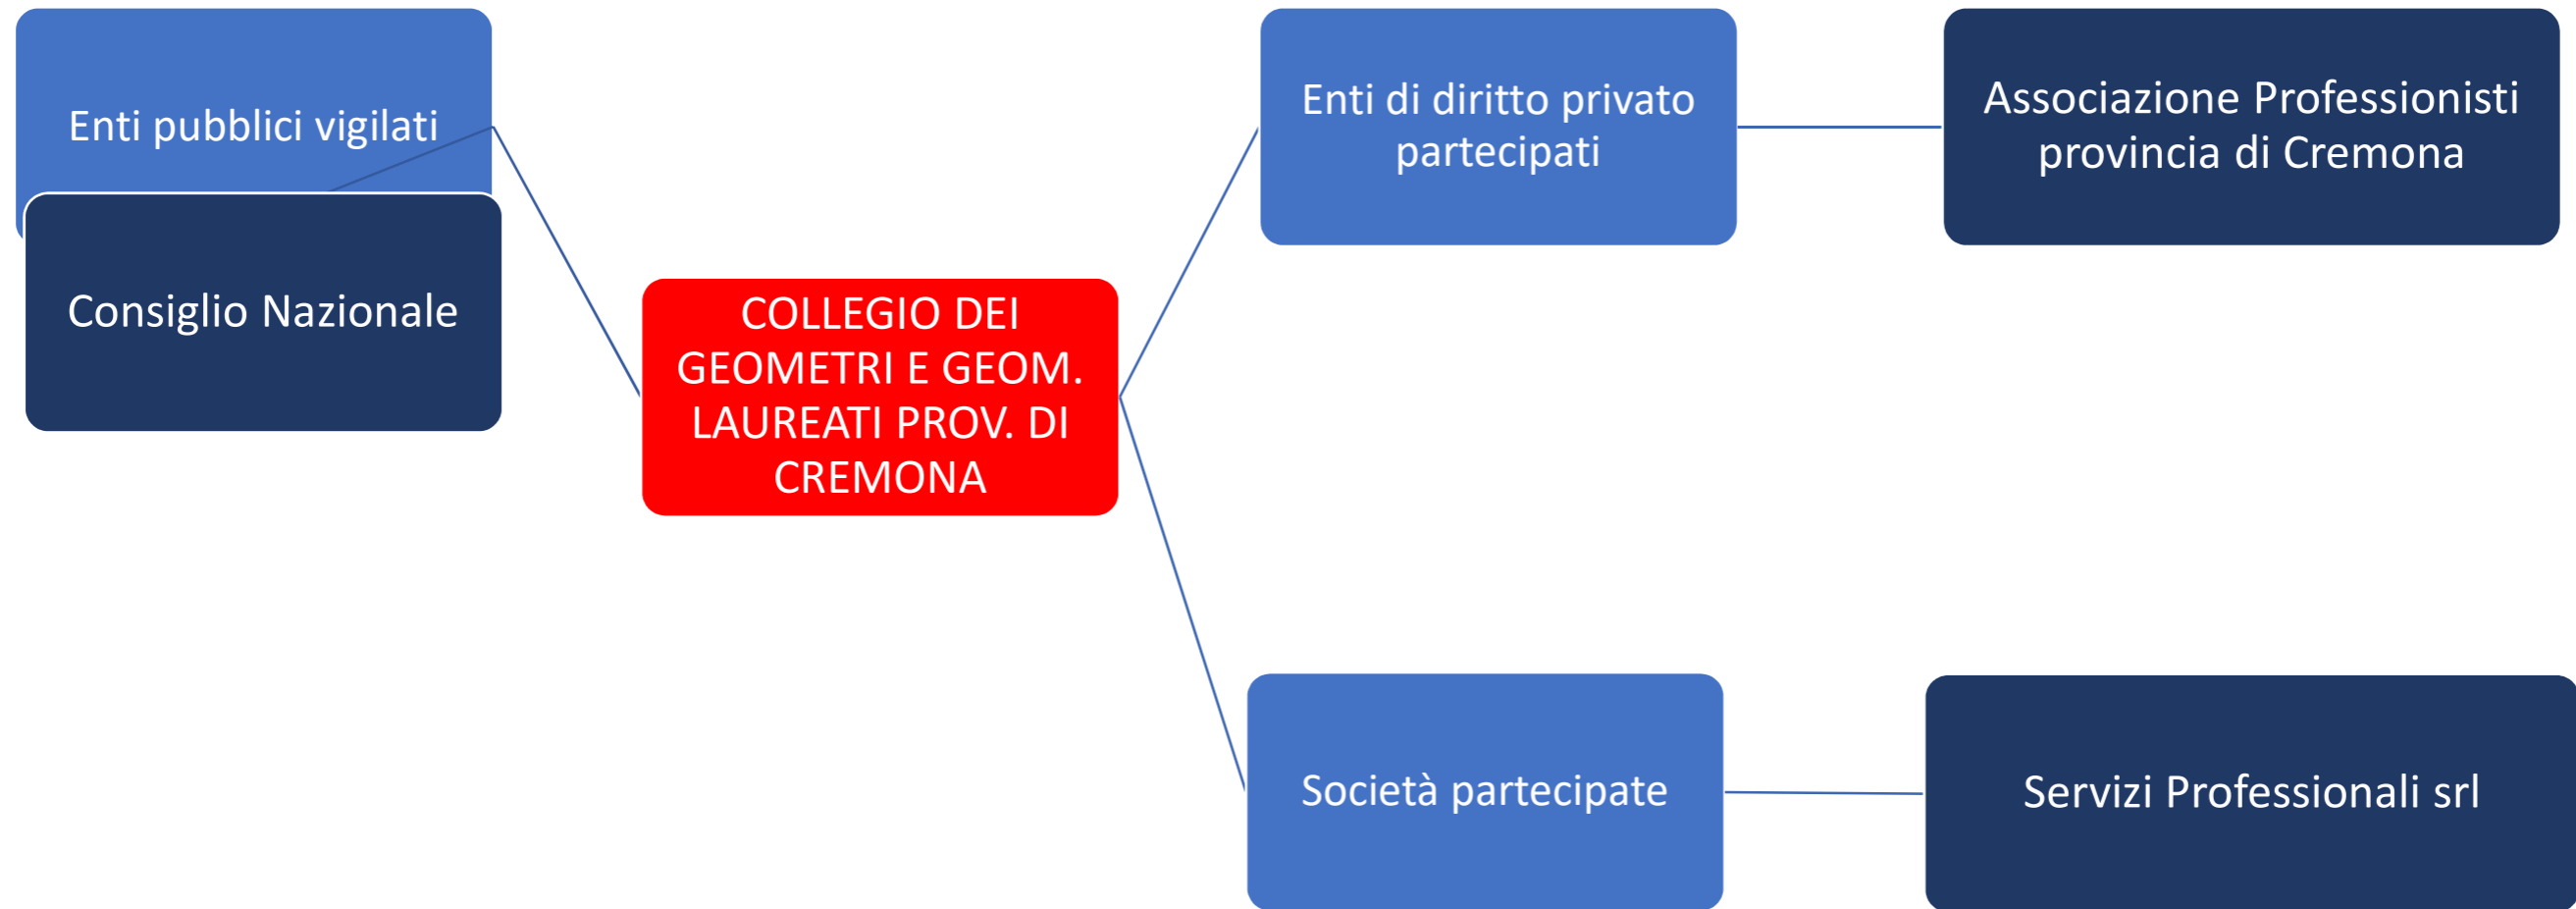 Enti pubblici vigilati
Consiglio Nazionale
COLLEGIO DEI
GEOMETRI E GEOM.
LAUREATI PROV. DI
CREMONA
Enti di diritto privato
partecipati
Associazione Professionisti
provincia di Cremona
Società partecipate
Servizi Professionali srl